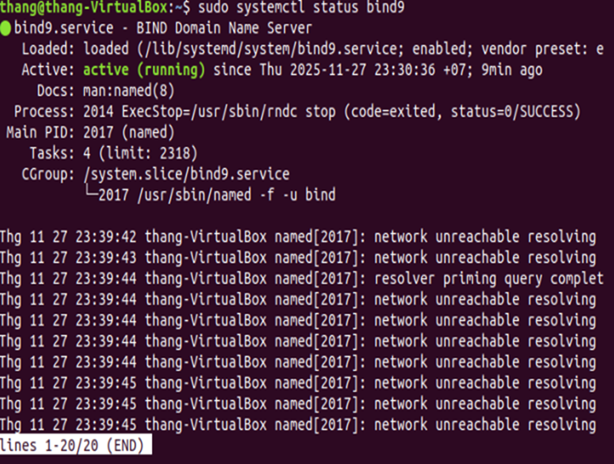 thang@thang-VirtualBox:~$ sudo systemctl status bind9
● bind9.service - BIND Domain Name Server
   Loaded: loaded (/lib/systemd/system/bind9.service; enabled; vendor preset: e
   Active: active (running) since Thu 2025-11-27 23:30:36 +07; 9min ago
     Docs: man:named(8)
  Process: 2014 ExecStop=/usr/sbin/rndc stop (code=exited, status=0/SUCCESS)
 Main PID: 2017 (named)
    Tasks: 4 (limit: 2318)
   CGroup: /system.slice/bind9.service
           └─2017 /usr/sbin/named -f -u bind
Thg 11 27 23:39:42 thang-VirtualBox named[2017]: network unreachable resolving
Thg 11 27 23:39:43 thang-VirtualBox named[2017]: network unreachable resolving
Thg 11 27 23:39:44 thang-VirtualBox named[2017]: resolver priming query complet
Thg 11 27 23:39:44 thang-VirtualBox named[2017]: network unreachable resolving
Thg 11 27 23:39:44 thang-VirtualBox named[2017]: network unreachable resolving
Thg 11 27 23:39:44 thang-VirtualBox named[2017]: network unreachable resolving
Thg 11 27 23:39:44 thang-VirtualBox named[2017]: network unreachable resolving
Thg 11 27 23:39:45 thang-VirtualBox named[2017]: network unreachable resolving
Thg 11 27 23:39:45 thang-VirtualBox named[2017]: network unreachable resolving
Thg 11 27 23:39:45 thang-VirtualBox named[2017]: network unreachable resolving
lines 1-20/20 (END)